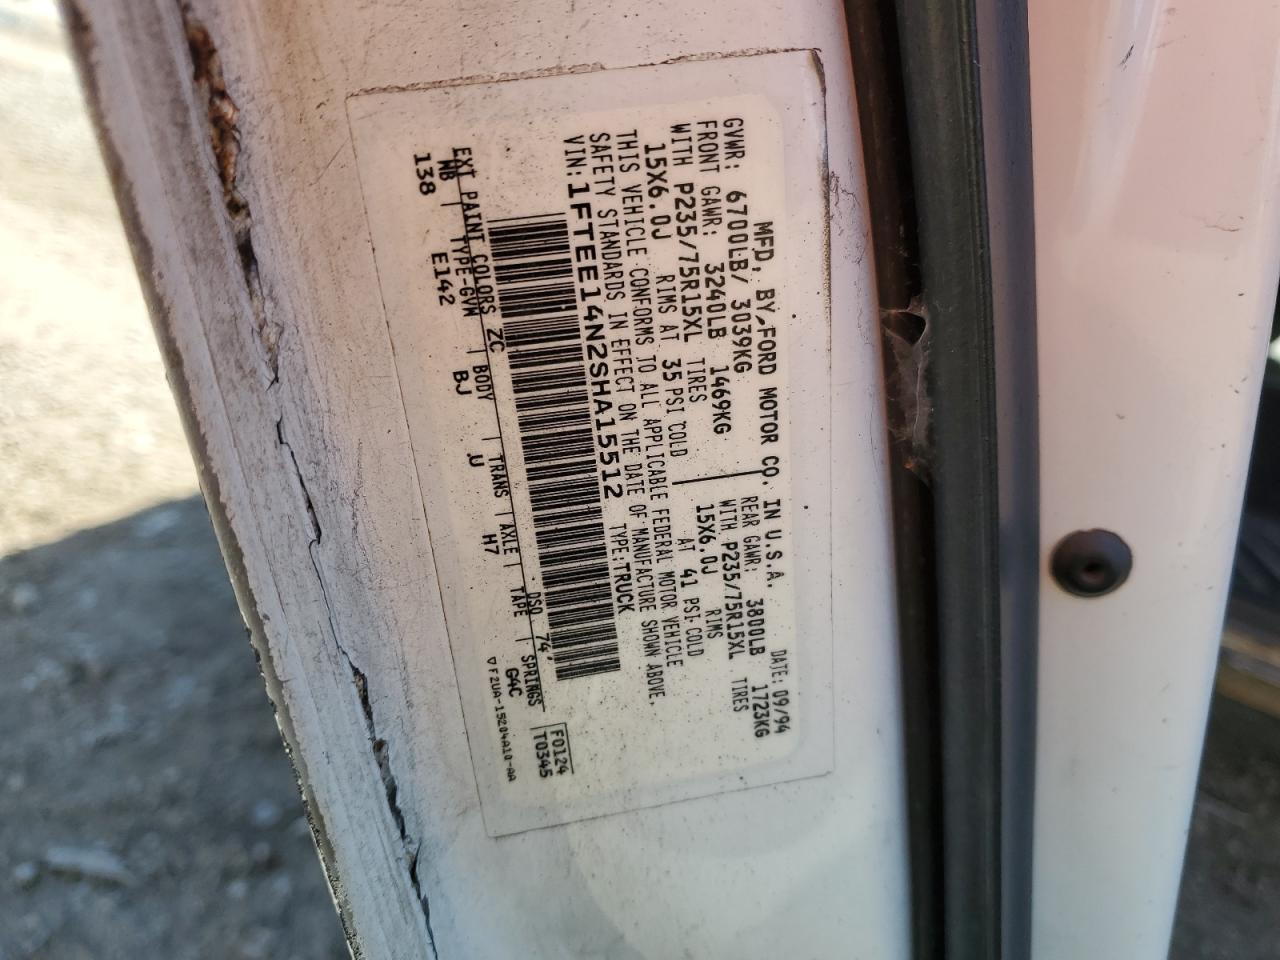 MFD. BY FORD MOTOR CO. IN U.S.A.
DATE: 09/94
GVWR: 6700LB/ 3039KG
FRONT GAWR: 3240LB 1469KG
WITH P235/75R15XL TIRES
15X6.0J RIMS AT 35 PSI COLD
REAR GAWR: 3800LB 1723KG
WITH P235/75R15XL TIRES
15X6.0J RIMS
AT 41 PSI COLD
THIS VEHICLE CONFORMS TO ALL APPLICABLE FEDERAL MOTOR VEHICLE
SAFETY STANDARDS IN EFFECT ON THE DATE OF MANUFACTURE SHOWN ABOVE.
VIN: 1FTEE14N2SHA15512 TYPE: TRUCK
EXT PAINT COLORS ZC DSO 74
WB TYPE-GVW BODY TRANS AXLE TAPE SPRINGS
138 E142 BJ U H7 G4C
F0124
T0345
▽ F2UA-15204A10-AA